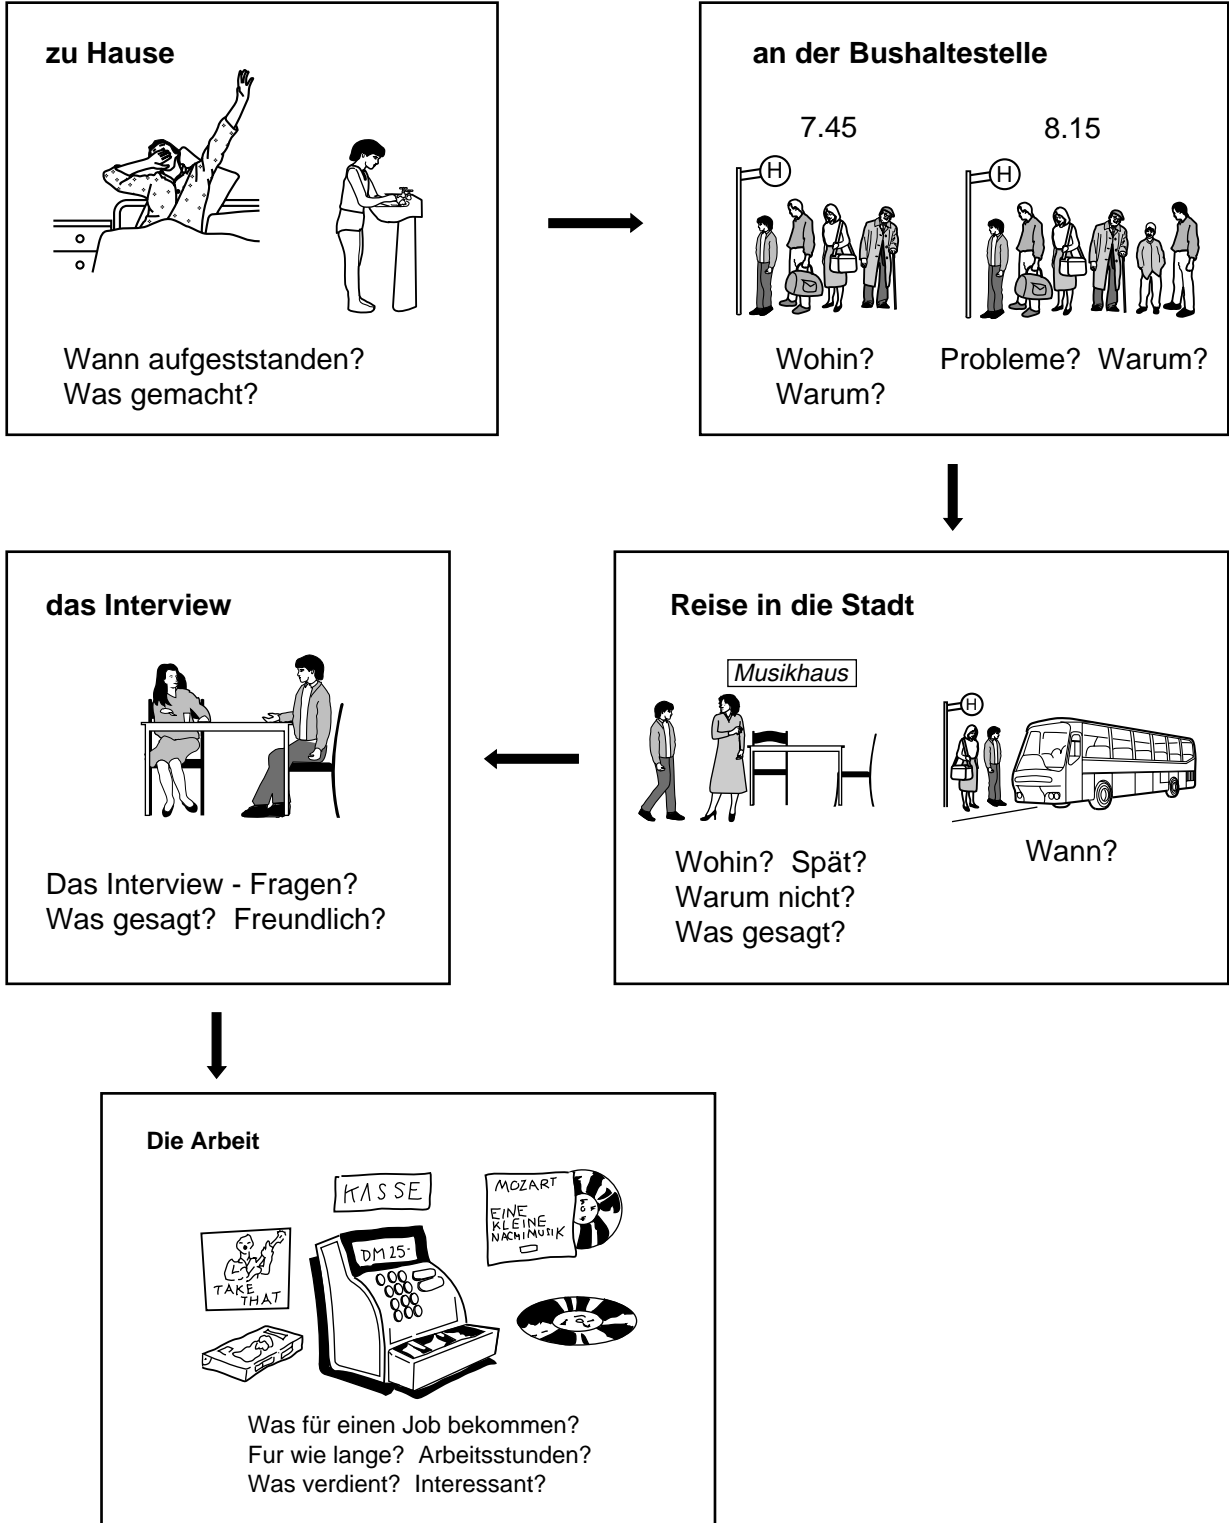 zu Hause
Wann aufgeststanden?
Was gemacht?
an der Bushaltestelle
7.45
8.15
H
H
Wohin?
Warum?
Probleme? Warum?
Reise in die Stadt
Musikhaus
H
Wohin? Spät?
Warum nicht?
Was gesagt?
Wann?
das Interview
Das Interview - Fragen?
Was gesagt? Freundlich?
Die Arbeit
KASSE
MOZART
EINE
KLEINE
NACHTMUSIK
DM 25-
TAKE
THAT
Was für einen Job bekommen?
Fur wie lange? Arbeitsstunden?
Was verdient? Interessant?